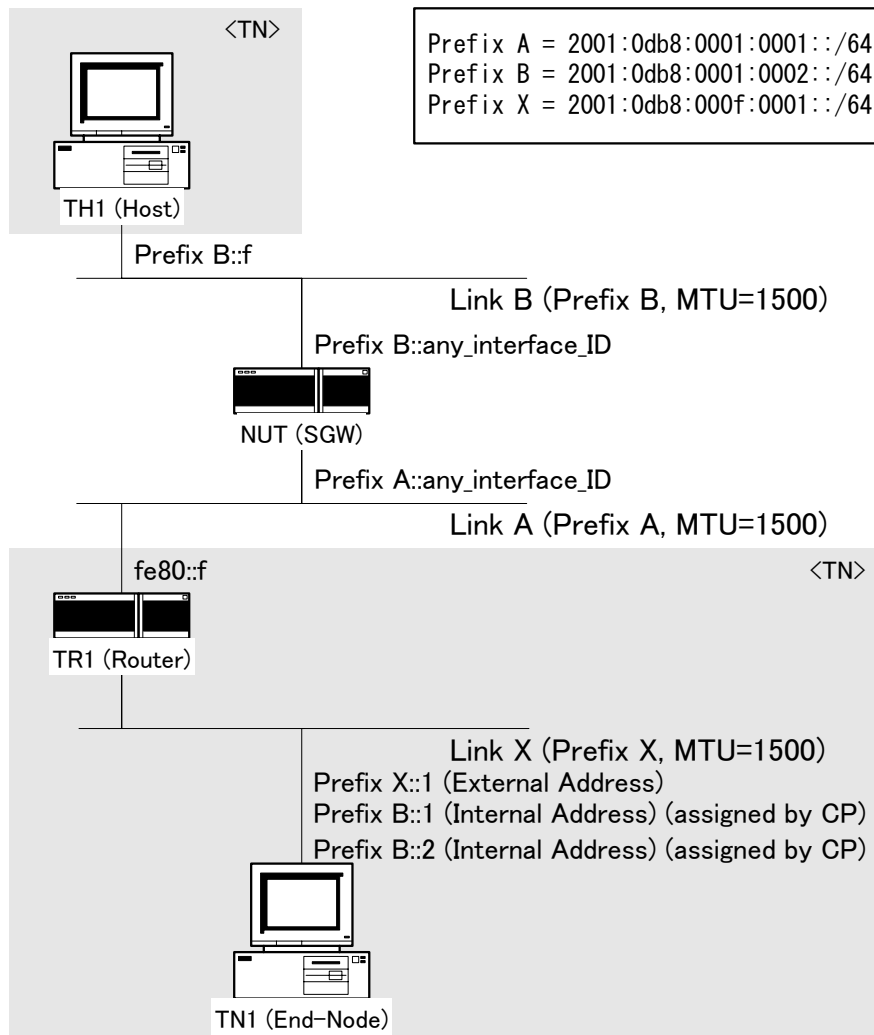 <TN>
Prefix A = 2001:0db8:0001:0001::/64
Prefix B = 2001:0db8:0001:0002::/64
Prefix X = 2001:0db8:000f:0001::/64
TH1 (Host)
Prefix B::f
Link B (Prefix B, MTU=1500)
Prefix B::any_interface_ID
NUT (SGW)
Prefix A::any_interface_ID
Link A (Prefix A, MTU=1500)
fe80::f
<TN>
TR1 (Router)
Link X (Prefix X, MTU=1500)
Prefix X::1 (External Address)
Prefix B::1 (Internal Address) (assigned by CP)
Prefix B::2 (Internal Address) (assigned by CP)
TN1 (End-Node)